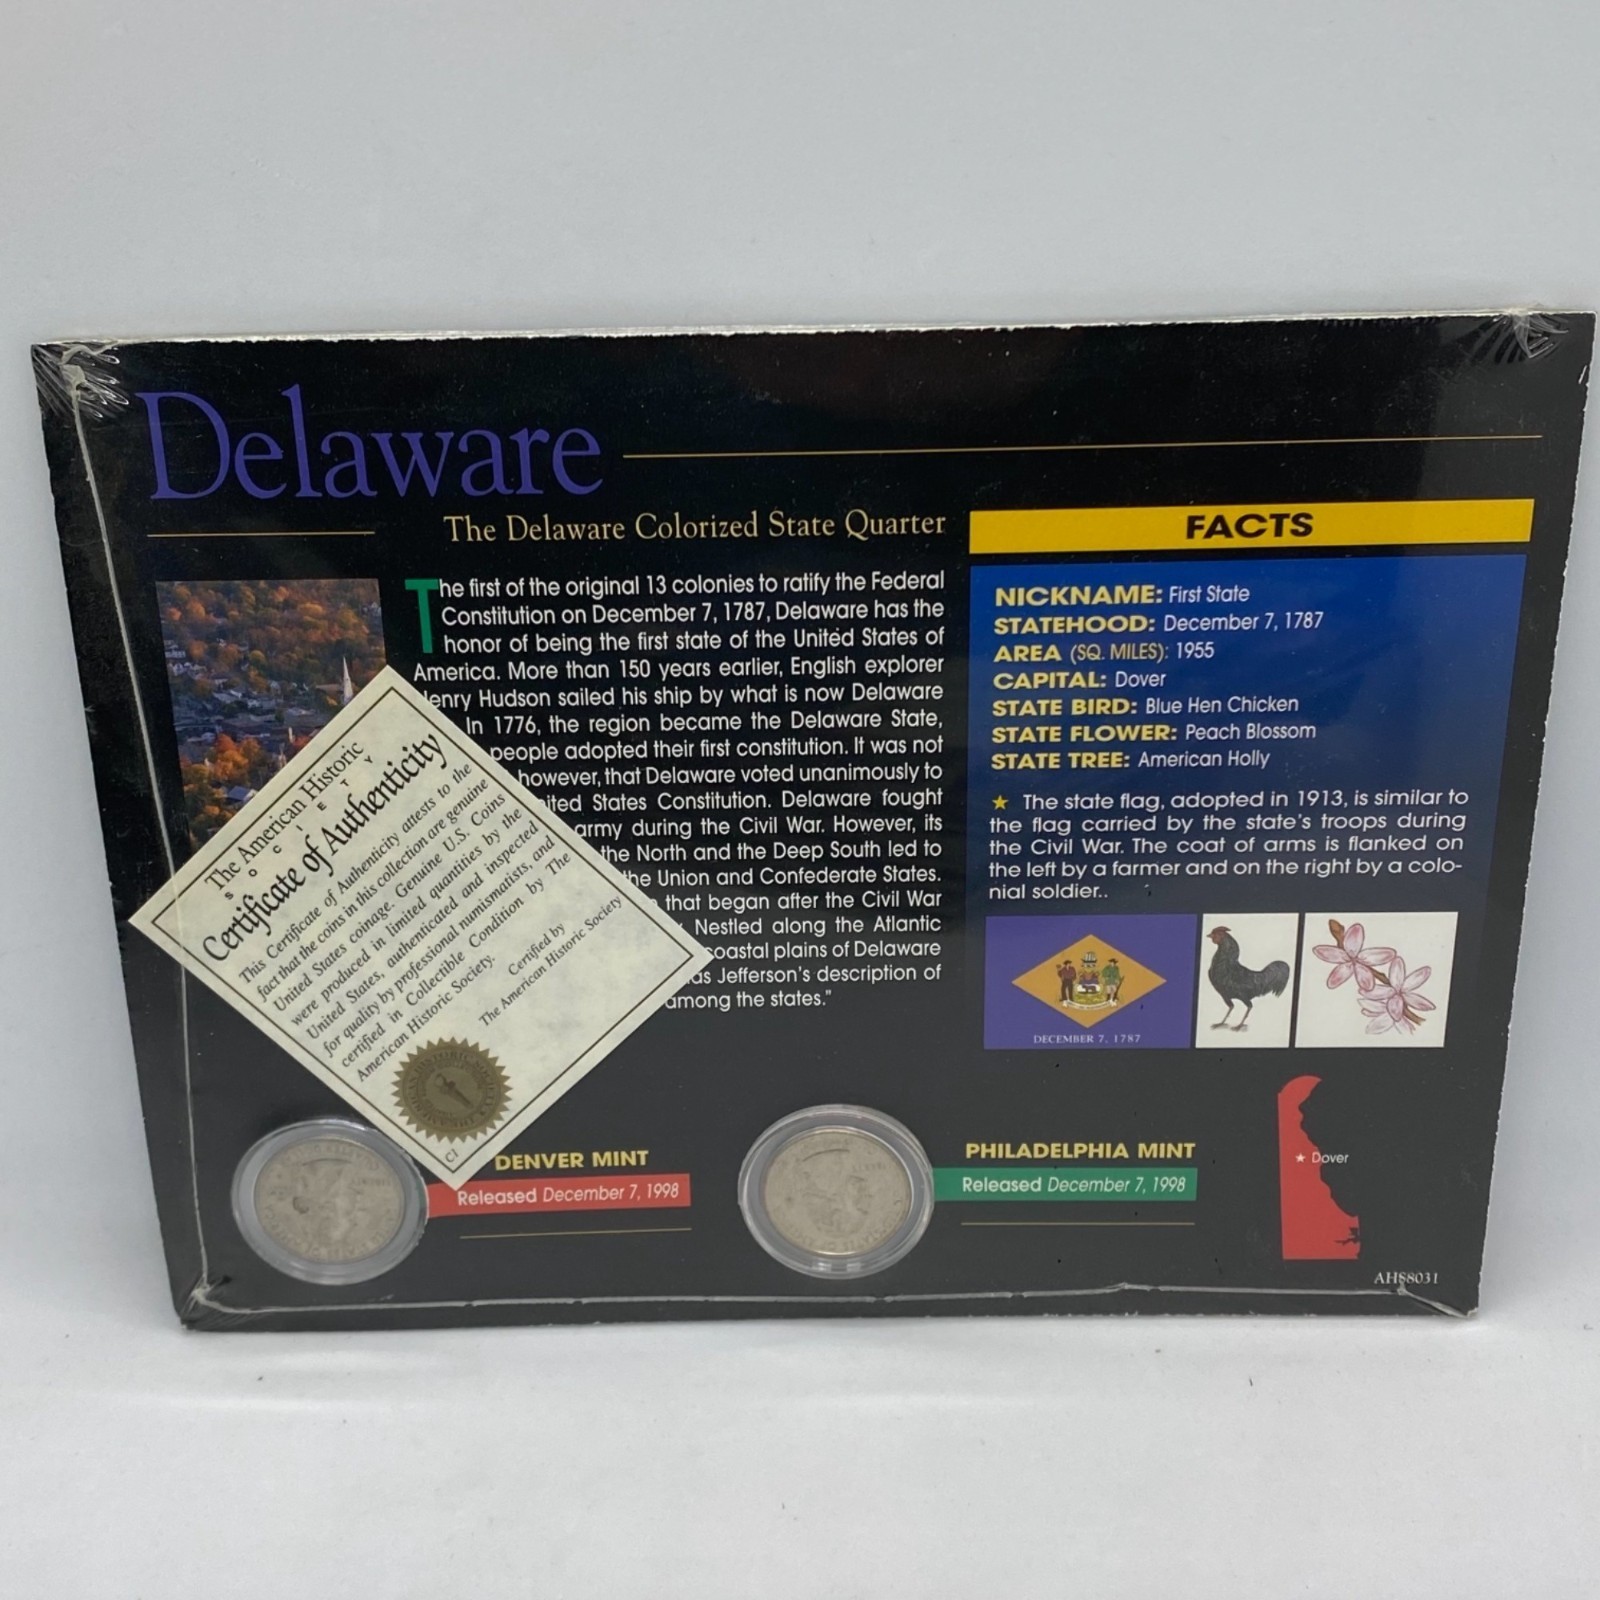 Delaware
The Delaware Colorized State Quarter
The first of the original 13 colonies to ratify the Federal
Constitution on December 7, 1787, Delaware has the
honor of being the first state of the United States of
America. More than 150 years earlier, English explorer
enry Hudson sailed his ship by what is now Delaware
In 1776, the region became the Delaware State,
people adopted their first constitution. It was not
however, that Delaware voted unanimously to
ited States Constitution. Delaware fought
army during the Civil War. However, its
the North and the Deep South led to
the Union and Confederate States.
that began after the Civil War
Nestled along the Atlantic
coastal plains of Delaware
as Jefferson's description of
among the states."
FACTS
NICKNAME: First State
STATEHOOD: December 7, 1787
AREA (SQ. MILES): 1955
CAPITAL: Dover
STATE BIRD: Blue Hen Chicken
STATE FLOWER: Peach Blossom
STATE TREE: American Holly
★ The state flag, adopted in 1913, is similar to
the flag carried by the state's troops during
the Civil War. The coat of arms is flanked on
the left by a farmer and on the right by a colo-
nial soldier..
DECEMBER 7, 1787
The American Historic
SOCIETY
Certificate of Authenticity
This Certificate of Authenticity attests to the
fact that the coins in this collection are genuine
United States coinage. Genuine U.S. Coins
were produced in limited quantities by the
United States, authenticated and inspected
for quality by professional numismatists, and
certified in Collectible Condition by The
American Historic Society.
Certified by
The American Historic Society
CI
DENVER MINT
Released December 7, 1998
PHILADELPHIA MINT
Released December 7, 1998
★ Dover
AHS8031